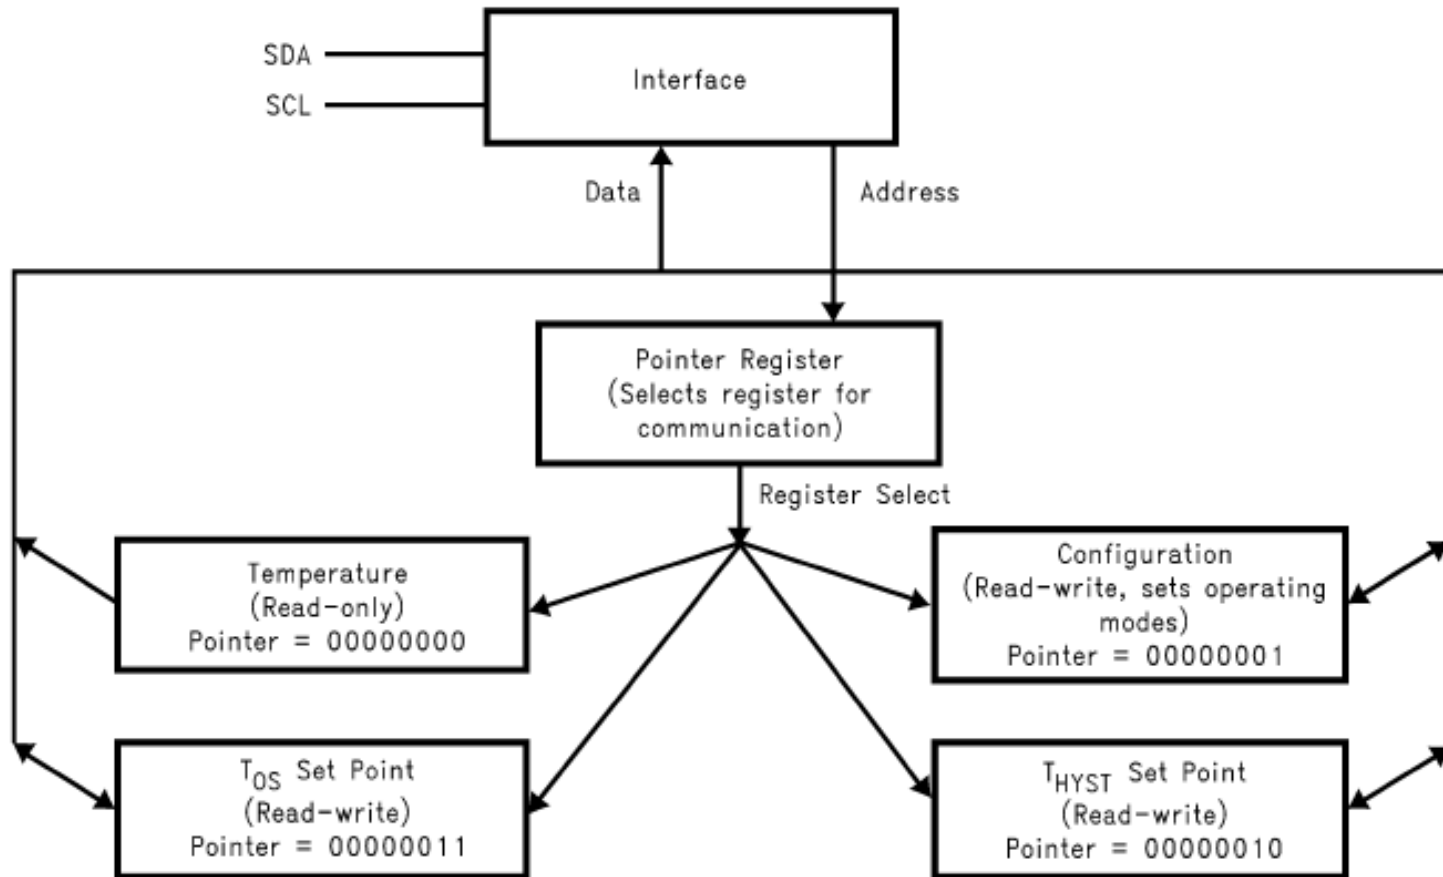 SDA
SCL
Interface
Data
Address
Pointer Register
(Selects register for
communication)
Register Select
Temperature
(Read-only)
Pointer = 00000000
Configuration
(Read-write, sets operating
modes)
Pointer = 00000001
TOS Set Point
(Read-write)
Pointer = 00000011
THYST Set Point
(Read-write)
Pointer = 00000010